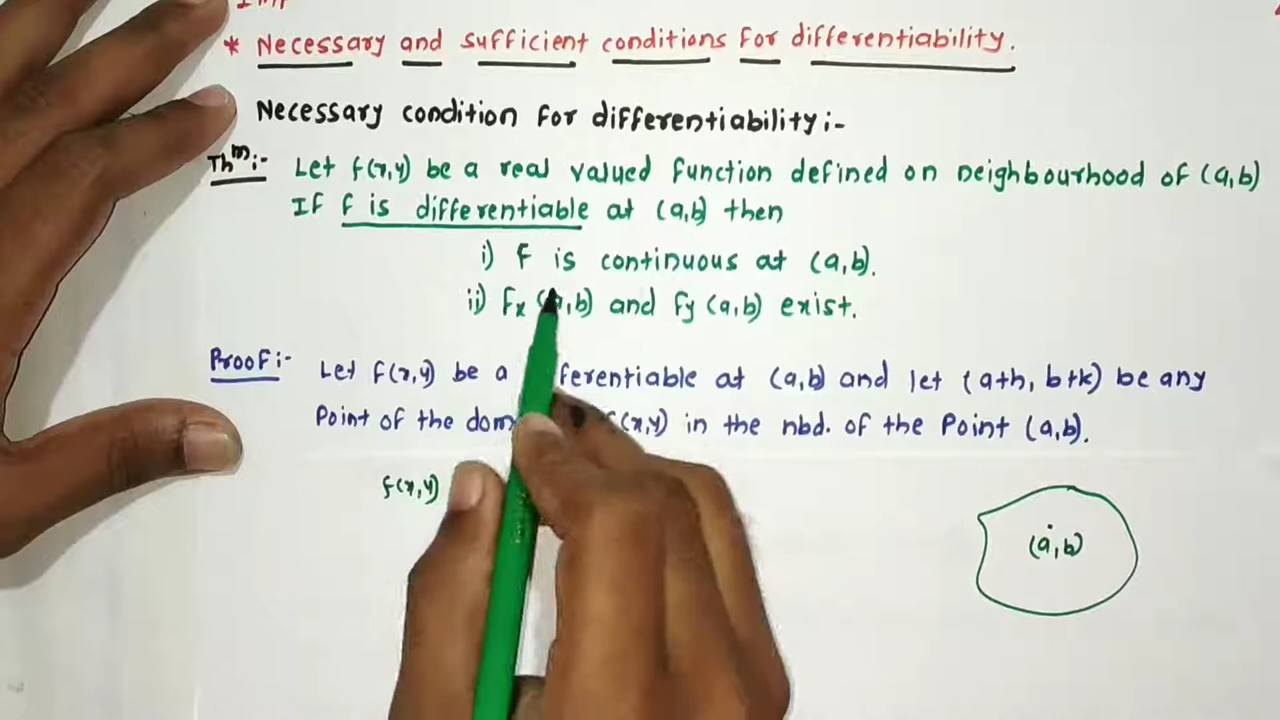 * Necessary and sufficient conditions for differentiability.
Necessary condition for differentiability :-
Thm :- Let f(x,y) be a real valued function defined on neighbourhood of (a,b)
If f is differentiable at (a,b) then
i) f is continuous at (a,b).
ii) fx (a,b) and fy (a,b) exist.
Proof :- Let f(x,y) be a differentiable at (a,b) and let (a+h, b+k) be any
Point of the f(x,y) in the nbd. of the Point (a,b).
f(x,y)
(a,b)